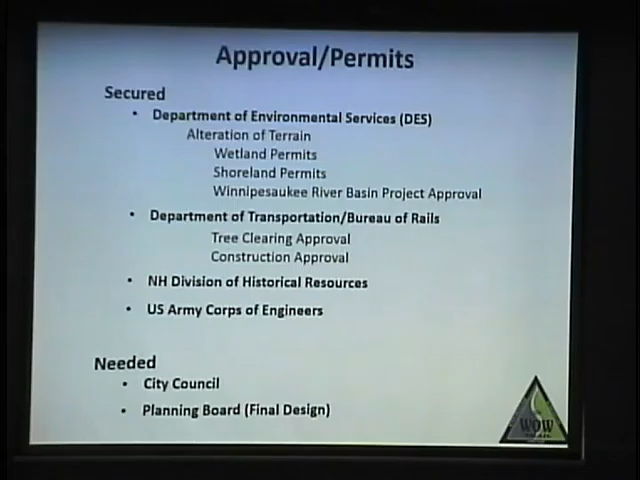 Approval/Permits
Secured
• Department of Environmental Services (DES)
Alteration of Terrain
Wetland Permits
Shoreland Permits
Winnipesaukee River Basin Project Approval
• Department of Transportation/Bureau of Rails
Tree Clearing Approval
Construction Approval
• NH Division of Historical Resources
• US Army Corps of Engineers
Needed
• City Council
• Planning Board (Final Design)
WOW